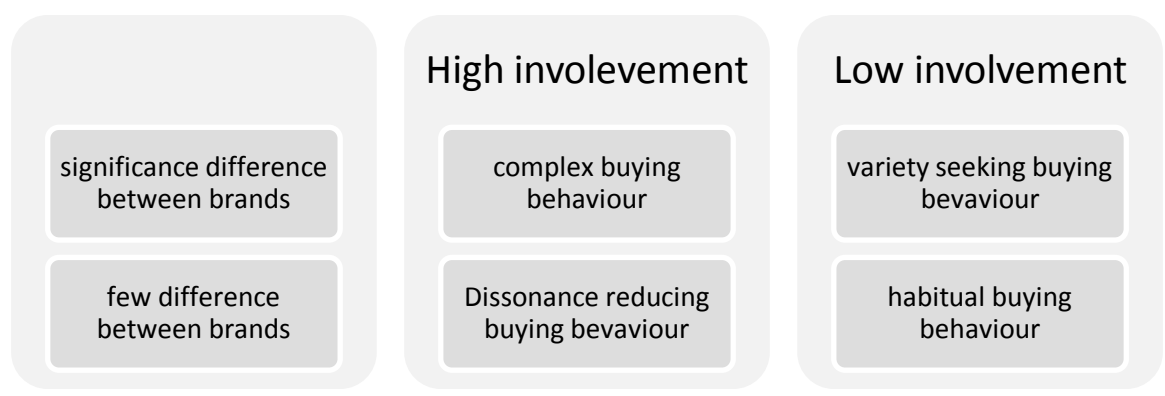 High involevement
Low involvement
significance difference
between brands
complex buying
behaviour
variety seeking buying
bevaviour
few difference
between brands
Dissonance reducing
buying bevaviour
habitual buying
behaviour